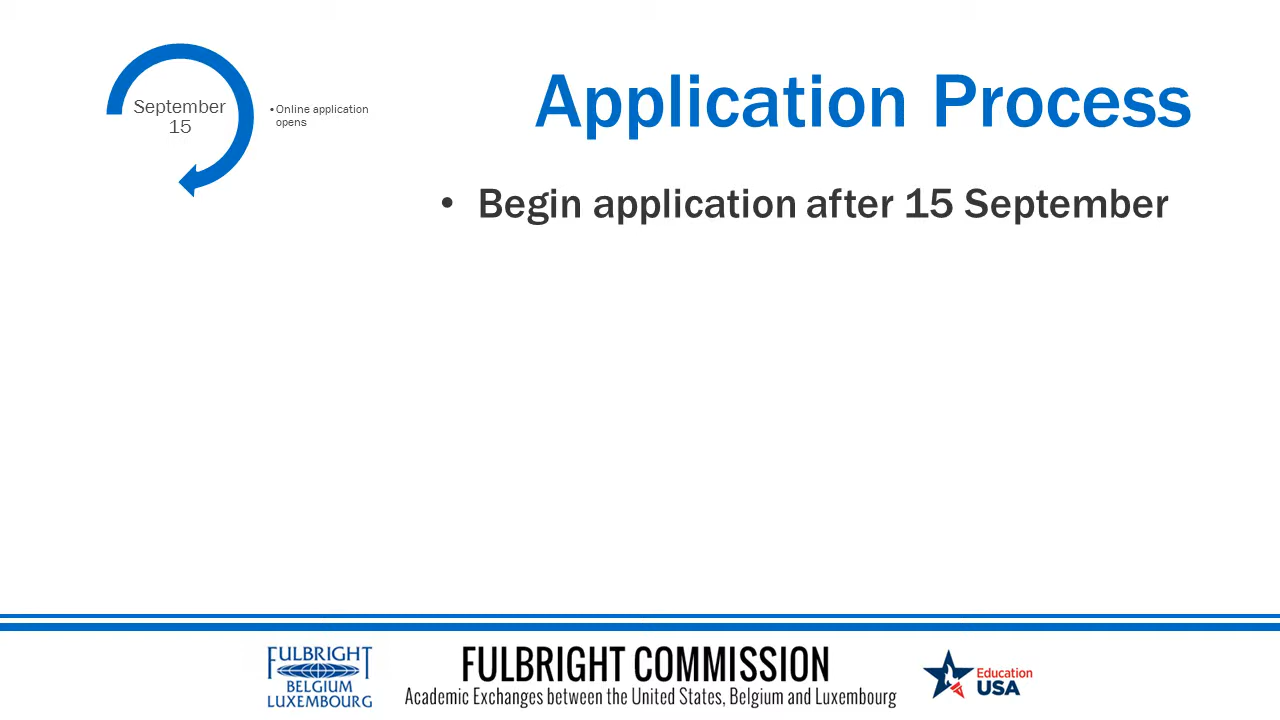 September
15
•Online application
opens
Application Process
• Begin application after 15 September
FULBRIGHT
BELGIUM
LUXEMBOURG
FULBRIGHT COMMISSION
Academic Exchanges between the United States, Belgium and Luxembourg
Education
USA